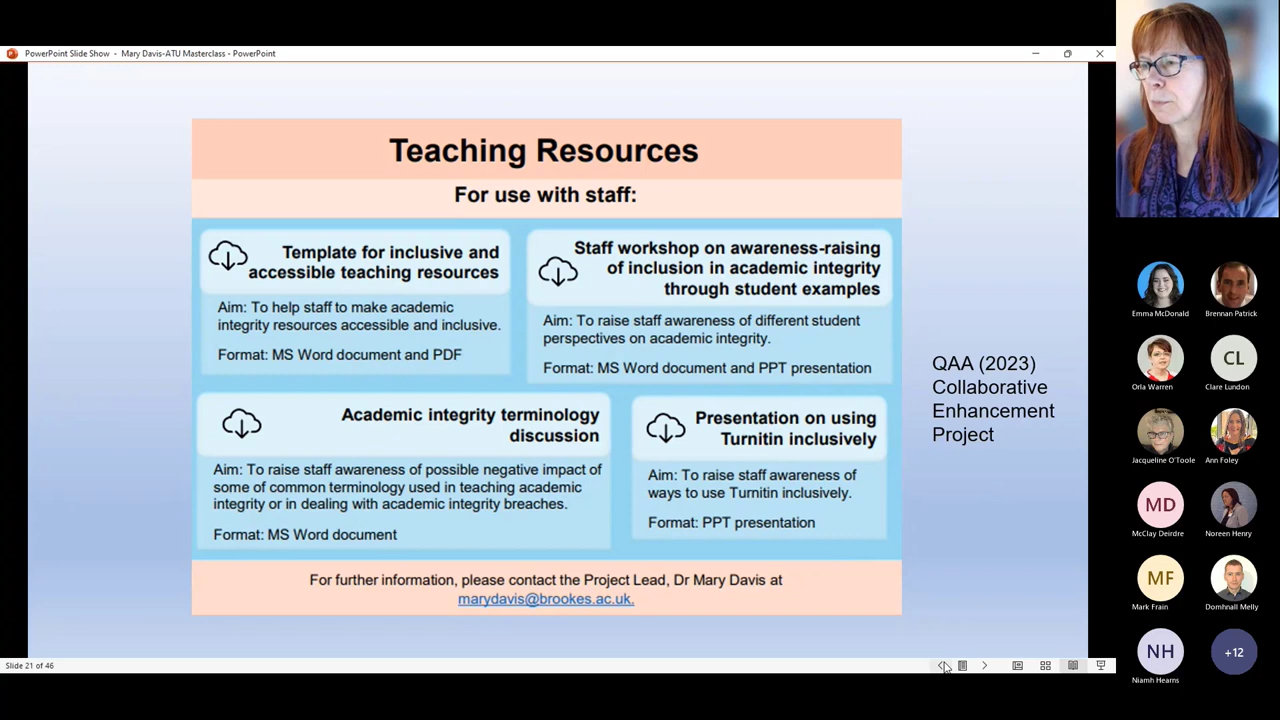 PowerPoint Slide Show - Mary Davis-ATU Masterclass - PowerPoint
Teaching Resources
For use with staff:
Template for inclusive and
accessible teaching resources
Aim: To help staff to make academic
integrity resources accessible and inclusive.
Format: MS Word document and PDF
Staff workshop on awareness-raising
of inclusion in academic integrity
through student examples
Aim: To raise staff awareness of different student
perspectives on academic integrity.
Format: MS Word document and PPT presentation
Academic integrity terminology
discussion
Aim: To raise staff awareness of possible negative impact of
some of common terminology used in teaching academic
integrity or in dealing with academic integrity breaches.
Format: MS Word document
Presentation on using
Turnitin inclusively
Aim: To raise staff awareness of
ways to use Turnitin inclusively.
Format: PPT presentation
For further information, please contact the Project Lead, Dr Mary Davis at
marydavis@brookes.ac.uk.
QAA (2023)
Collaborative
Enhancement
Project
Slide 21 of 46
Emma McDonald
Brennan Patrick
Orla Warren
CL
Clare Lundon
Jacqueline O'Toole
Ann Foley
MD
McClay Deirdre
Noreen Henry
MF
Mark Frain
Domhnall Melly
NH
Niamh Hearns
+12